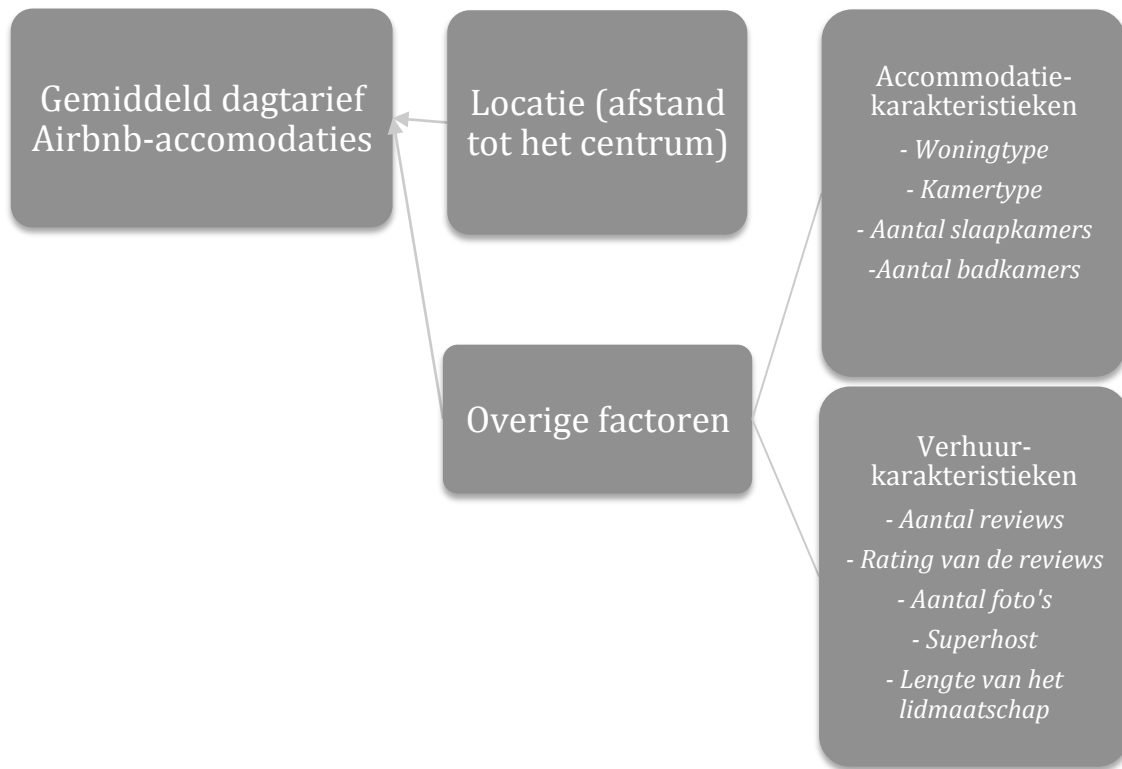 Gemiddeld dagtarief
Airbnb-accomodaties
Locatie (afstand
tot het centrum)
Overige factoren
Accommodatie-
karakteristieken
- Woningtype
- Kamertype
- Aantal slaapkamers
-Aantal badkamers
Verhuur-
karakteristieken
- Aantal reviews
- Rating van de reviews
- Aantal foto's
- Superhost
- Lengte van het
lidmaatschap